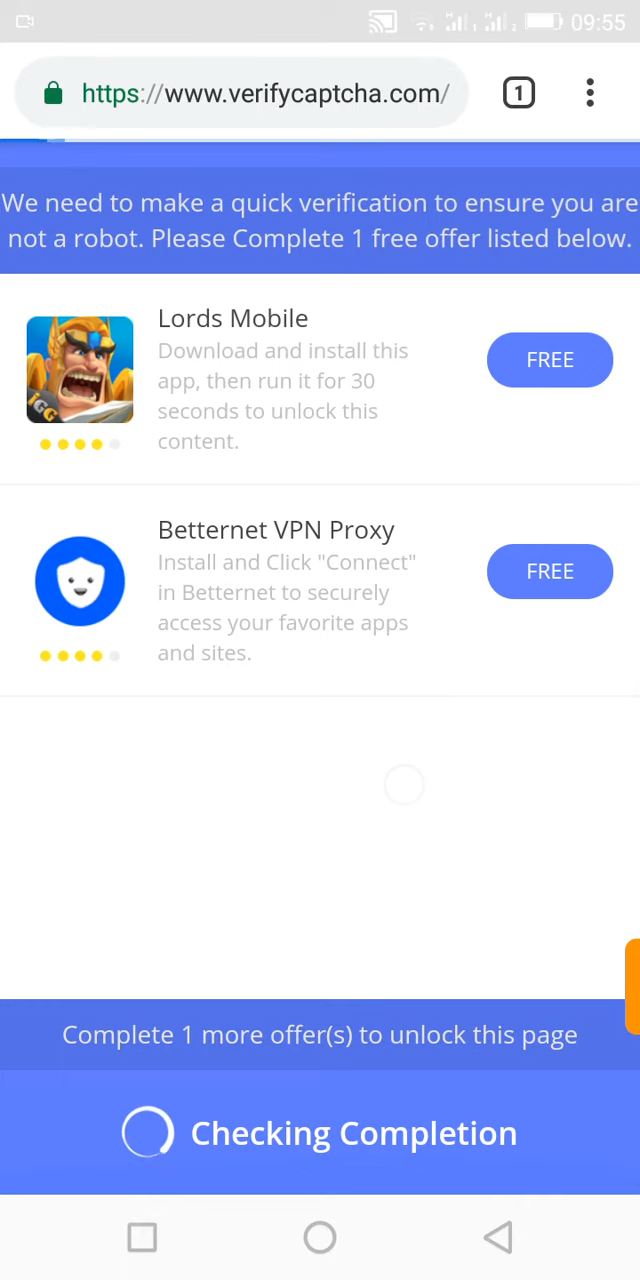 09:55
https://www.verifycaptcha.com/
1
We need to make a quick verification to ensure you are
not a robot. Please Complete 1 free offer listed below.
Lords Mobile
Download and install this
app, then run it for 30
seconds to unlock this
content.
FREE
IGG
Betternet VPN Proxy
Install and Click "Connect"
in Betternet to securely
access your favorite apps
and sites.
FREE
Complete 1 more offer(s) to unlock this page
Checking Completion